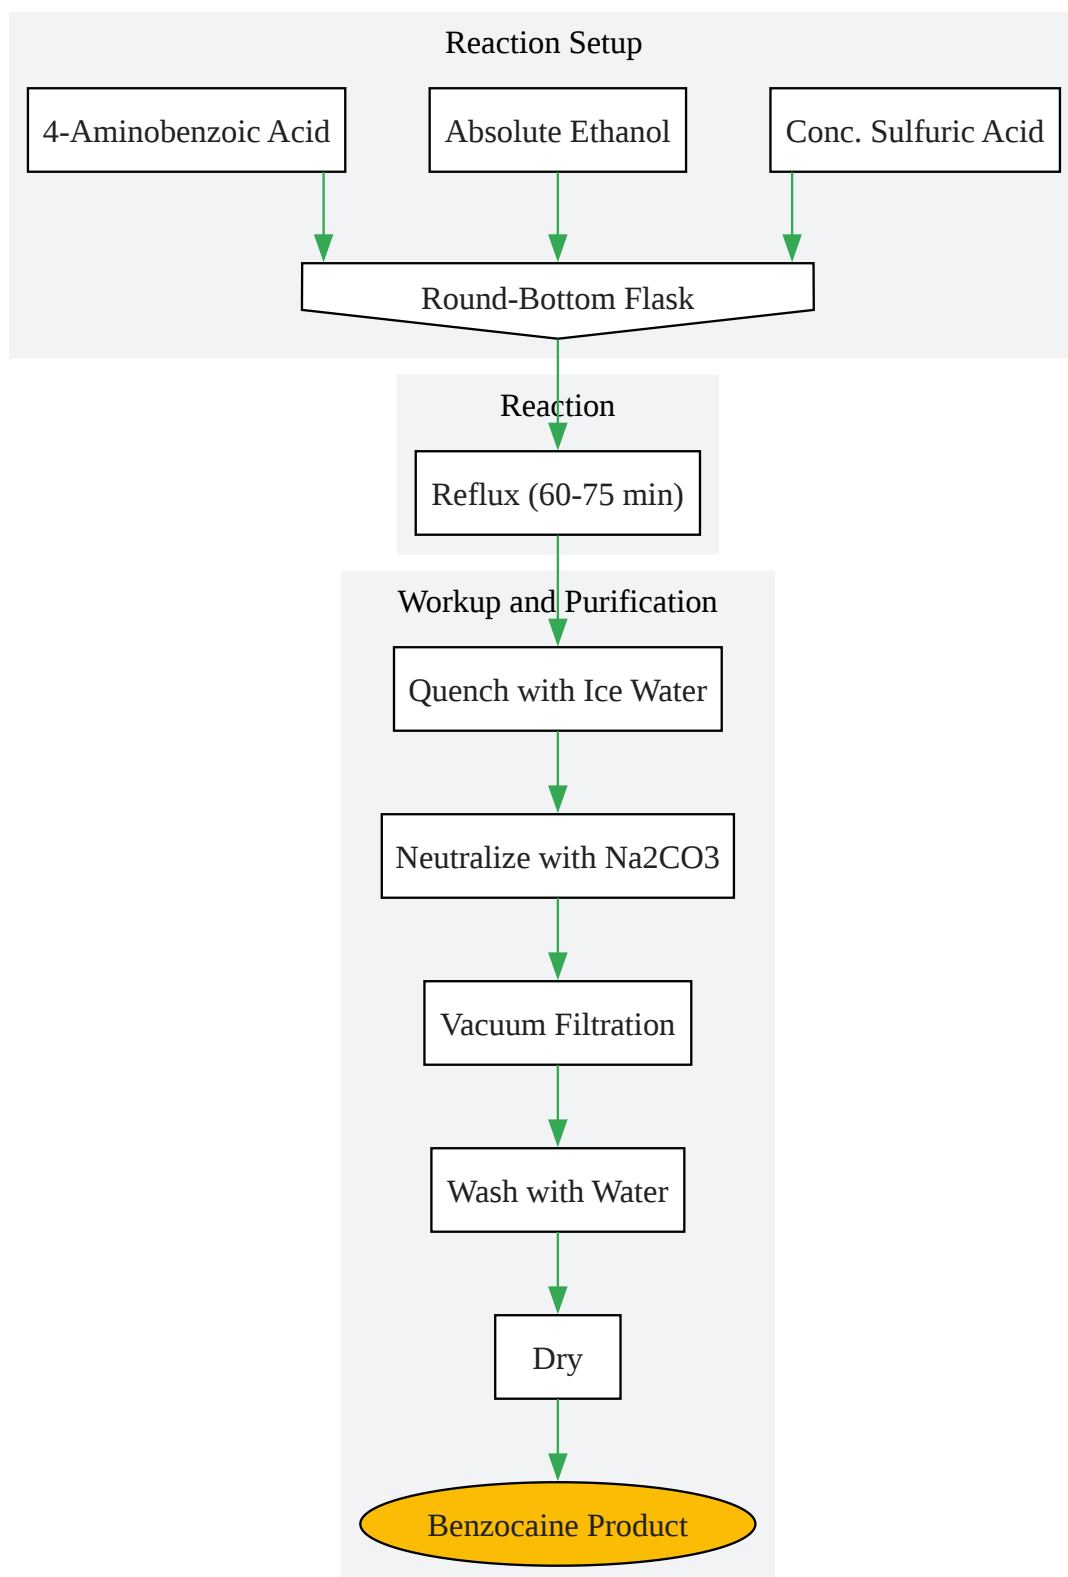 Reaction Setup
4-Aminobenzoic Acid
Absolute Ethanol
Conc. Sulfuric Acid
Round-Bottom Flask
Reaction
Reflux (60-75 min)
Workup and Purification
Quench with Ice Water
Neutralize with Na2CO3
Vacuum Filtration
Wash with Water
Dry
Benzocaine Product